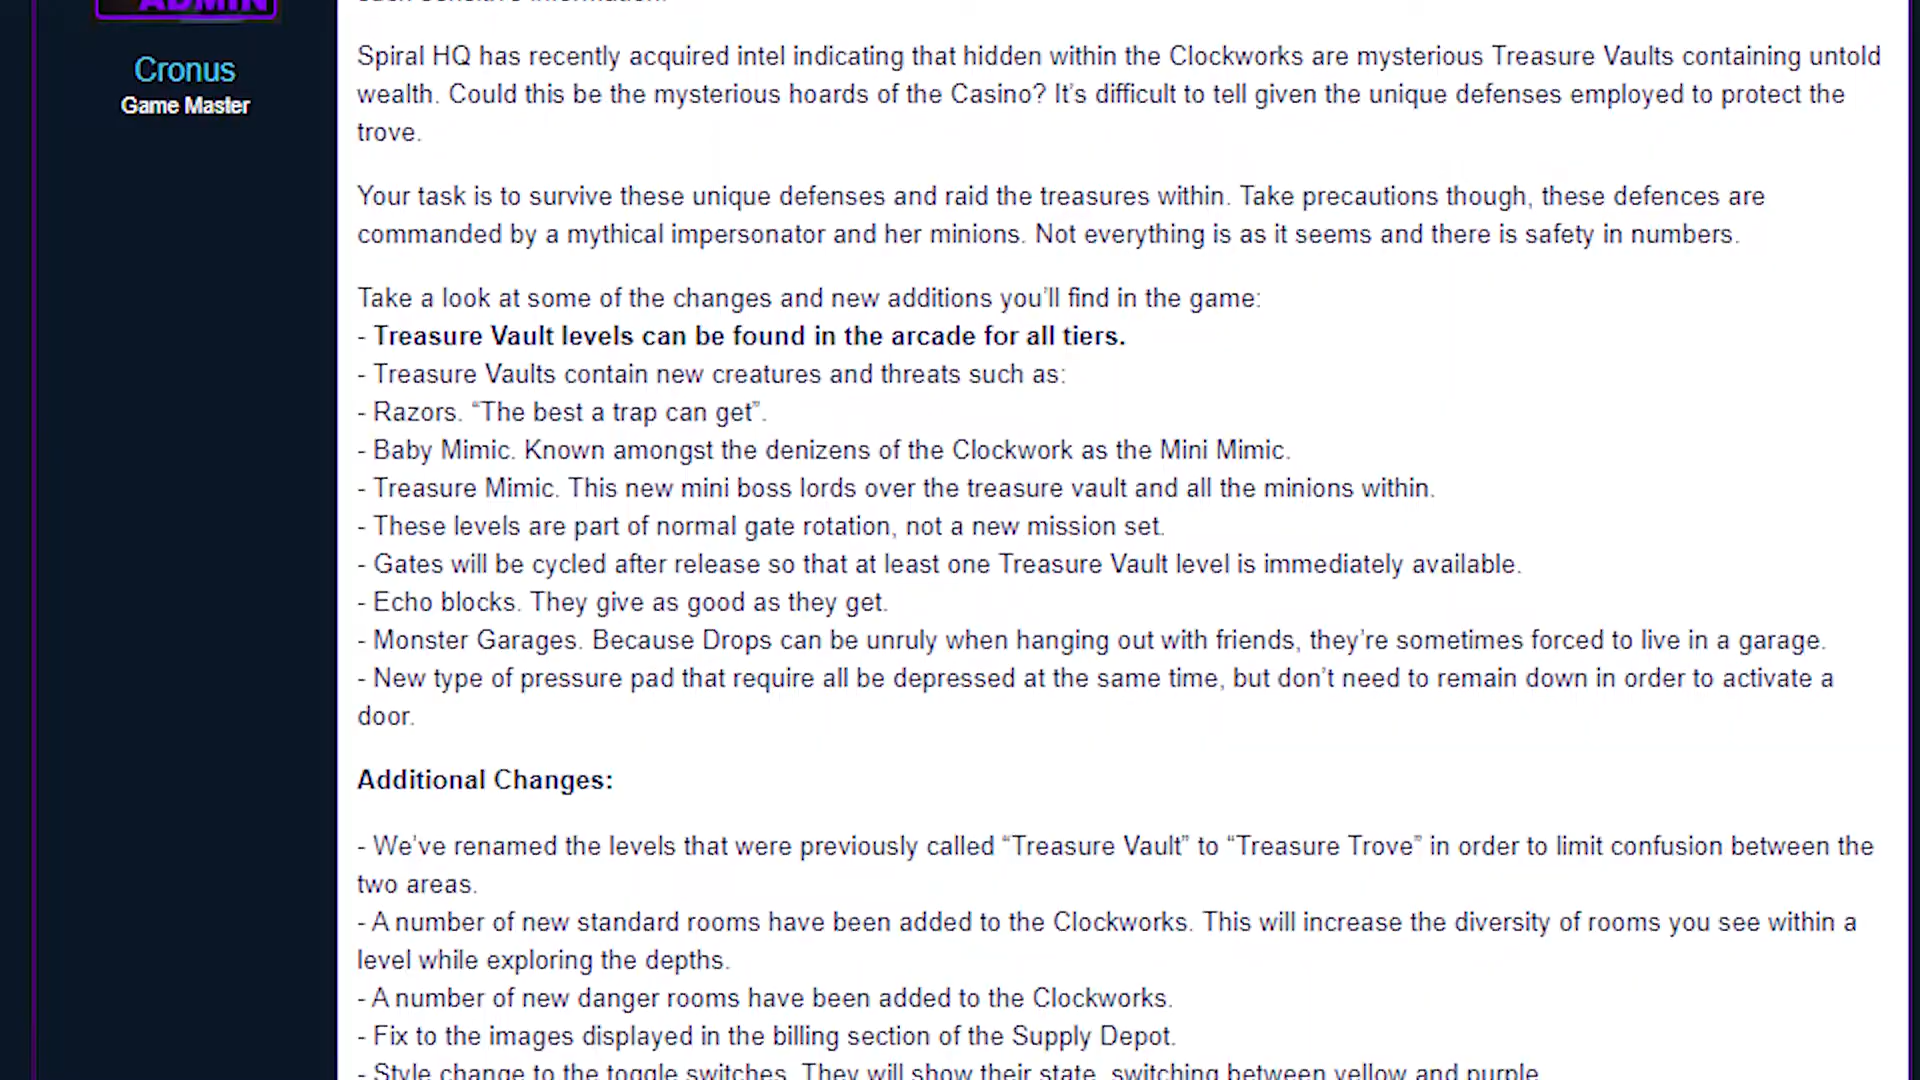 ADMIN
Cronus
Game Master
such sensitive information.
Spiral HQ has recently acquired intel indicating that hidden within the Clockworks are mysterious Treasure Vaults containing untold
wealth. Could this be the mysterious hoards of the Casino? It’s difficult to tell given the unique defenses employed to protect the
trove.
Your task is to survive these unique defenses and raid the treasures within. Take precautions though, these defences are
commanded by a mythical impersonator and her minions. Not everything is as it seems and there is safety in numbers.
Take a look at some of the changes and new additions you’ll find in the game:
- Treasure Vault levels can be found in the arcade for all tiers.
- Treasure Vaults contain new creatures and threats such as:
- Razors. “The best a trap can get”.
- Baby Mimic. Known amongst the denizens of the Clockwork as the Mini Mimic.
- Treasure Mimic. This new mini boss lords over the treasure vault and all the minions within.
- These levels are part of normal gate rotation, not a new mission set.
- Gates will be cycled after release so that at least one Treasure Vault level is immediately available.
- Echo blocks. They give as good as they get.
- Monster Garages. Because Drops can be unruly when hanging out with friends, they’re sometimes forced to live in a garage.
- New type of pressure pad that require all be depressed at the same time, but don’t need to remain down in order to activate a
door.
Additional Changes:
- We’ve renamed the levels that were previously called “Treasure Vault” to “Treasure Trove” in order to limit confusion between the
two areas.
- A number of new standard rooms have been added to the Clockworks. This will increase the diversity of rooms you see within a
level while exploring the depths.
- A number of new danger rooms have been added to the Clockworks.
- Fix to the images displayed in the billing section of the Supply Depot.
- Style change to the toggle switches. They will show their state, switching between yellow and purple